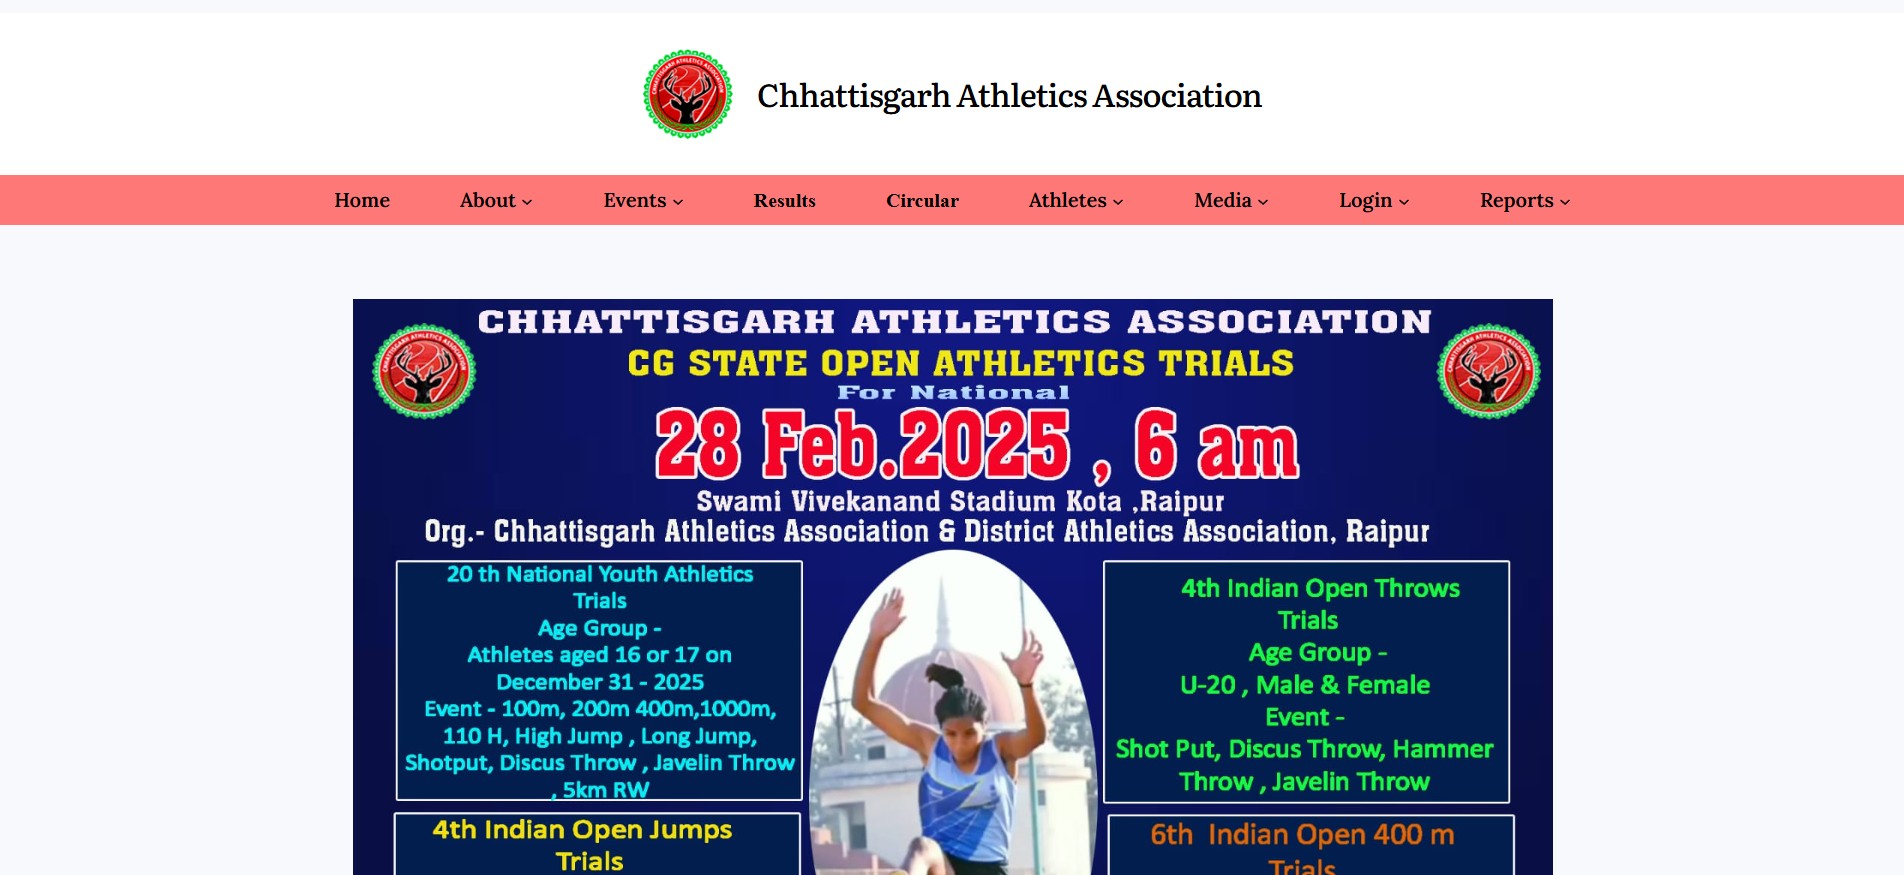 Chhattisgarh Athletics Association
Home About Events Results Circular Athletes Media Login Reports
CHHATTISGARH ATHLETICS ASSOCIATION
CHHATTISGARH ATHLETICS ASSOCIATION
CG STATE OPEN ATHLETICS TRIALS
For National
28 Feb.2025 , 6 am
Swami Vivekanand Stadium Kota ,Raipur
Org.- Chhattisgarh Athletics Association & District Athletics Association, Raipur
20 th National Youth Athletics
Trials
Age Group -
Athletes aged 16 or 17 on
December 31 - 2025
Event - 100m, 200m 400m,1000m,
110 H, High Jump , Long Jump,
Shotput, Discus Throw , Javelin Throw
, 5km RW
4th Indian Open Throws
Trials
Age Group -
U-20 , Male & Female
Event -
Shot Put, Discus Throw, Hammer
Throw , Javelin Throw
4th Indian Open Jumps
Trials
6th Indian Open 400 m
Trials